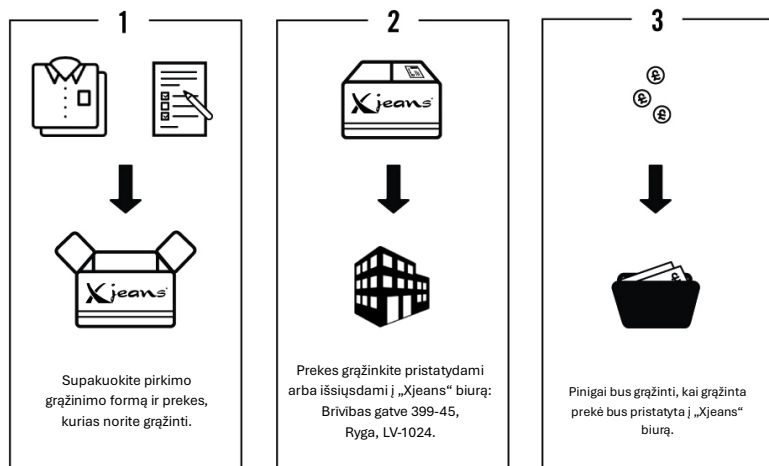 1
Xjeans®
Supakuokite pirkimo
grąžinimo formą ir prekes,
kurias norite grąžinti.
2
Xjeans®
Prekes grąžinkite pristatydami
arba išsiųsdami į „Xjeans“ biurą:
Brīvības gatve 399-45,
Ryga, LV-1024.
3
£
£
£
£
Pinigai bus grąžinti, kai grąžinta
prekė bus pristatyta į „Xjeans“
biurą.